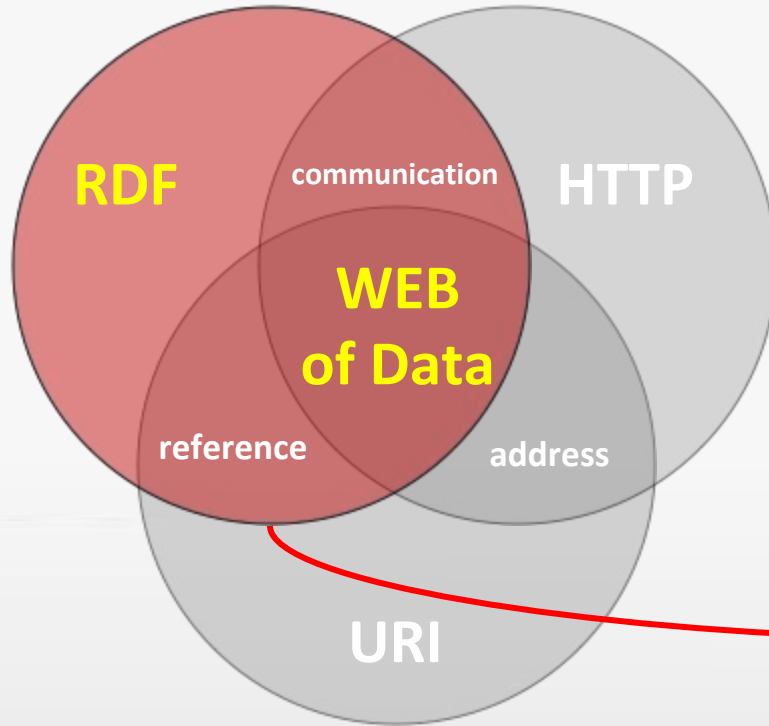 RDF
communication
HTTP
WEB
of Data
reference
address
URI